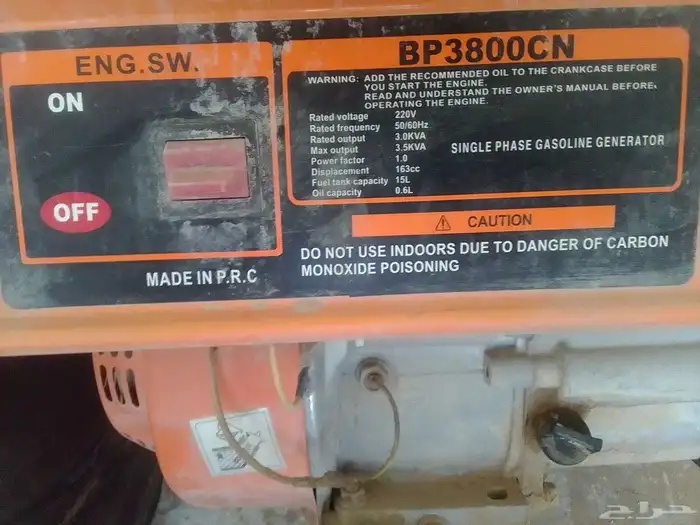 ENG.SW.
ON
OFF
MADE IN P.R.C
BP3800CN
WARNING: ADD THE RECOMMENDED OIL TO THE CRANKCASE BEFORE
YOU START THE ENGINE.
READ AND UNDERSTAND THE OWNER'S MANUAL BEFORE
OPERATING THE ENGINE.
Rated voltage 220V
Rated frequency 50/60Hz
Rated output 3.0KVA
Max output 3.5KVA
Power factor 1.0
Displacement 163cc
Fuel tank capacity 15L
Oil capacity 0.6L
SINGLE PHASE GASOLINE GENERATOR
CAUTION
DO NOT USE INDOORS DUE TO DANGER OF CARBON
MONOXIDE POISONING
حراج